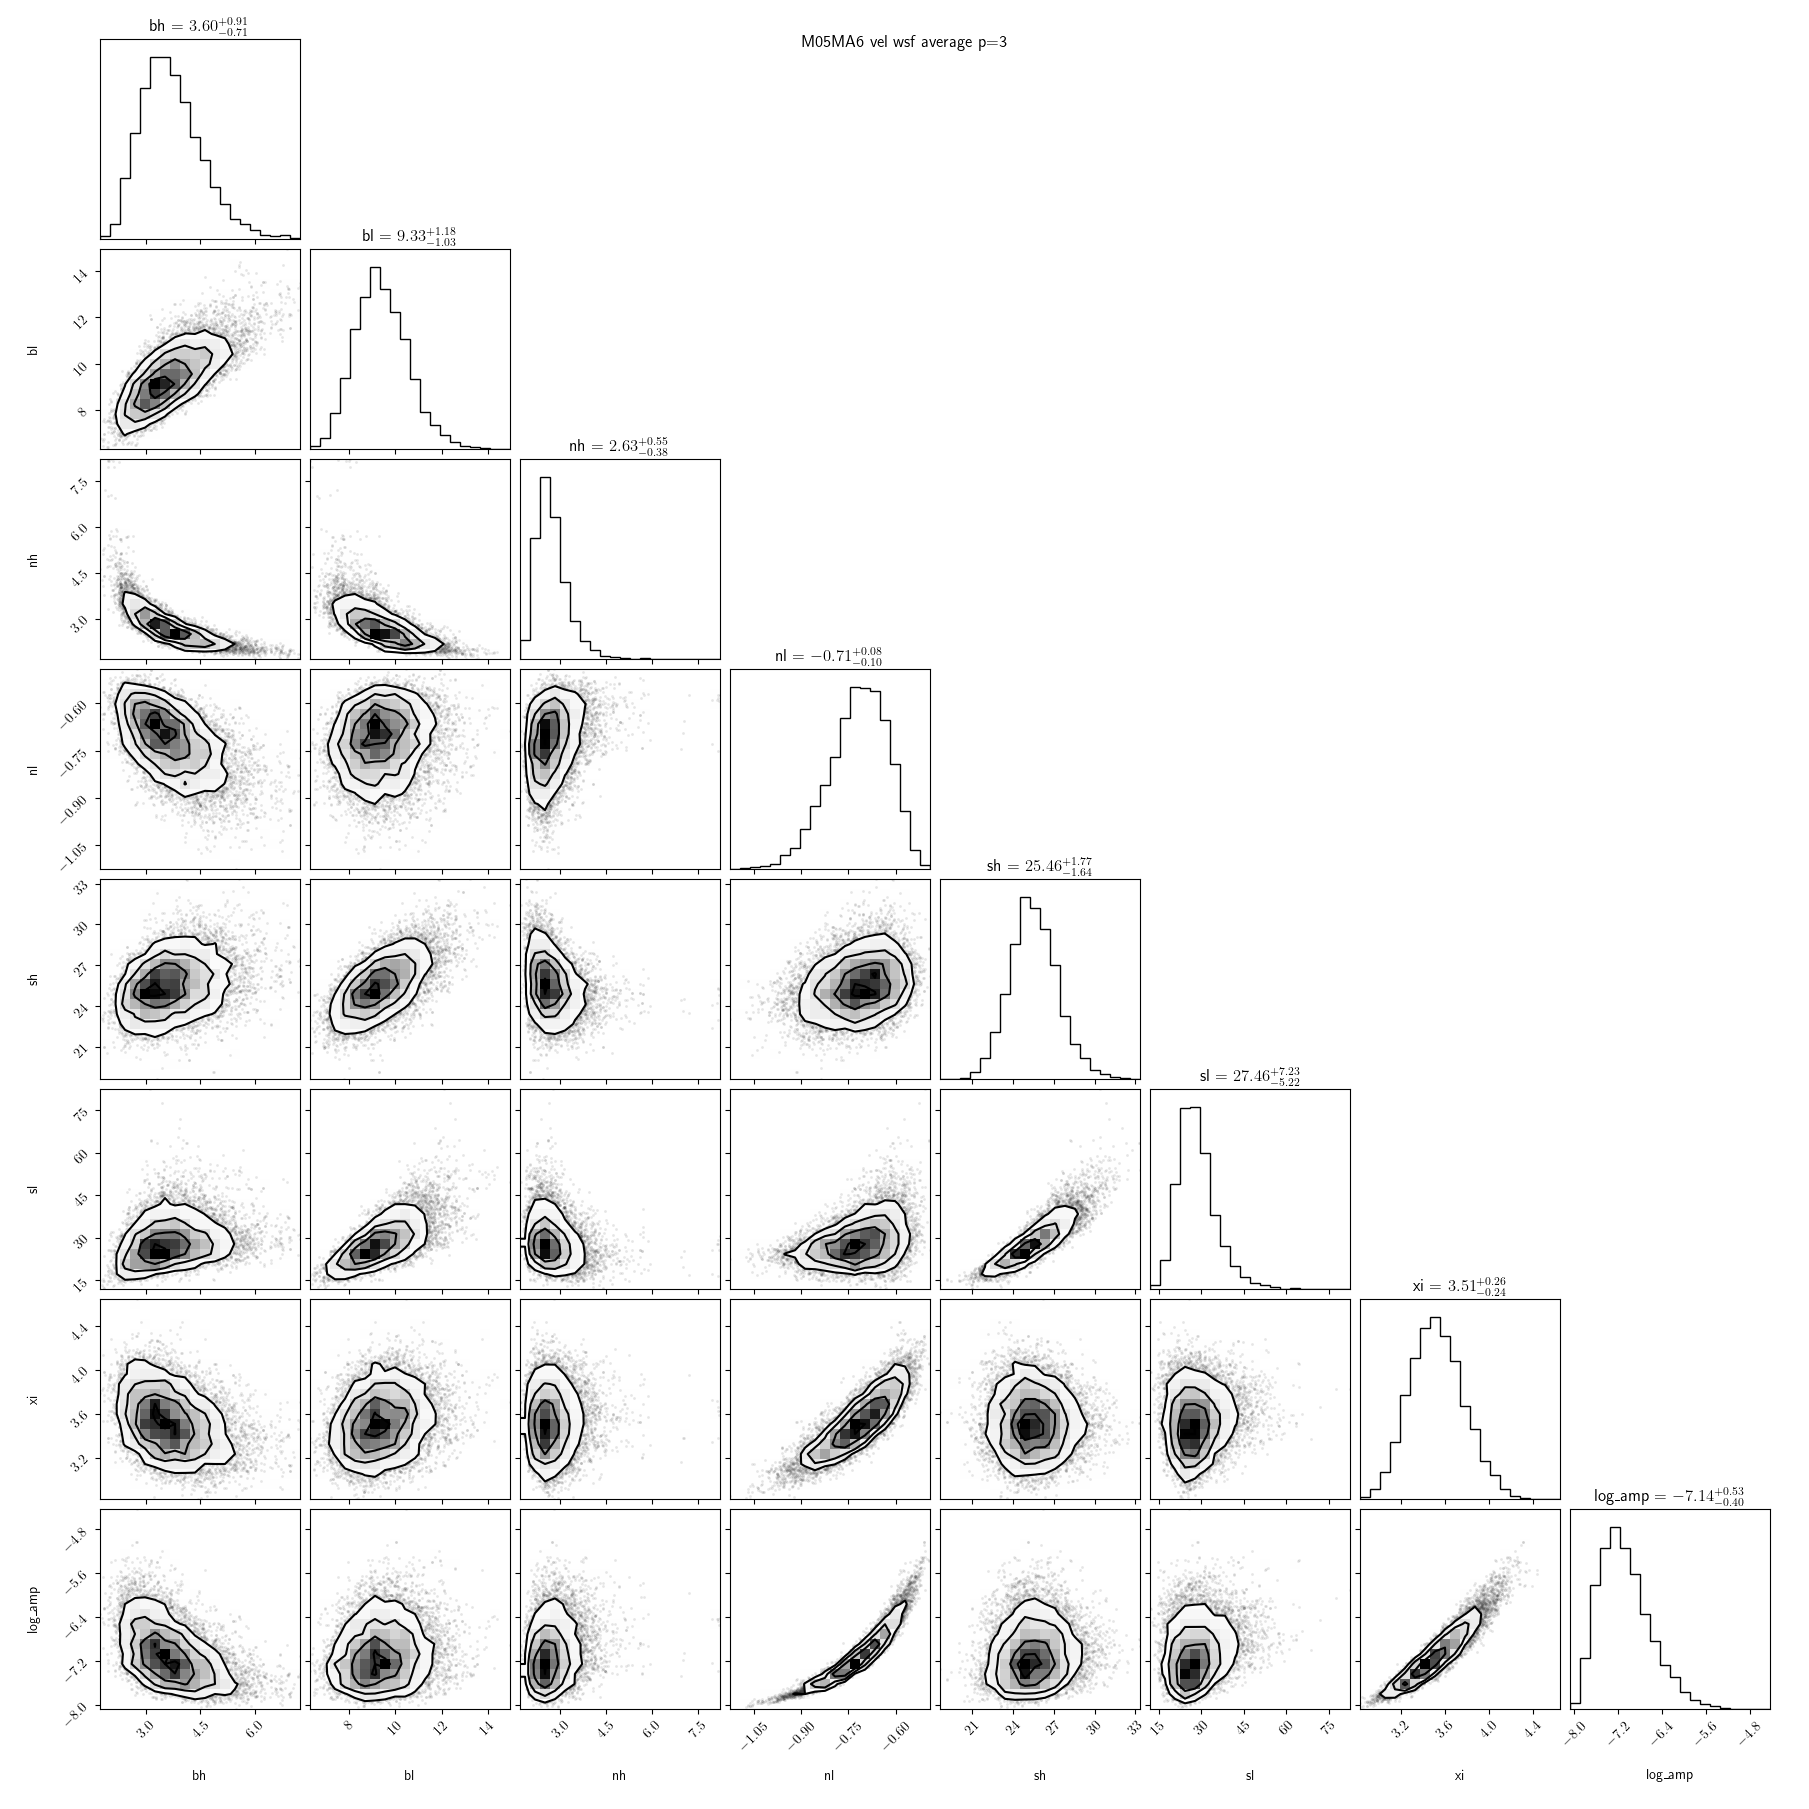 bh = 3.60+0.91 −0.71
M05MA6 vel wsf average p=3
bl = 9.33+1.18 −1.03
bl
14
12
10
8
nh = 2.63+0.55 −0.38
nh
7.5
6.0
4.5
3.0
nl = −0.71+0.08 −0.10
nl
−0.60
−0.75
−0.90
−1.05
sh = 25.46+1.77 −1.64
sh
33
30
27
24
21
sl = 27.46+7.23 −5.22
sl
75
60
45
30
15
xi = 3.51+0.26 −0.24
xi
4.4
4.0
3.6
3.2
log_amp = −7.14+0.53 −0.40
log_amp
−4.8
−5.6
−6.4
−7.2
−8.0
3.0 4.5 6.0 8 10 12 14 3.0 4.5 6.0 7.5 −1.05 −0.90 −0.75 −0.60 21 24 27 30 33 15 30 45 60 75 3.2 3.6 4.0 4.4 −8.0 −7.2 −6.4 −5.6 −4.8
bh bl nh nl sh sl xi log_amp